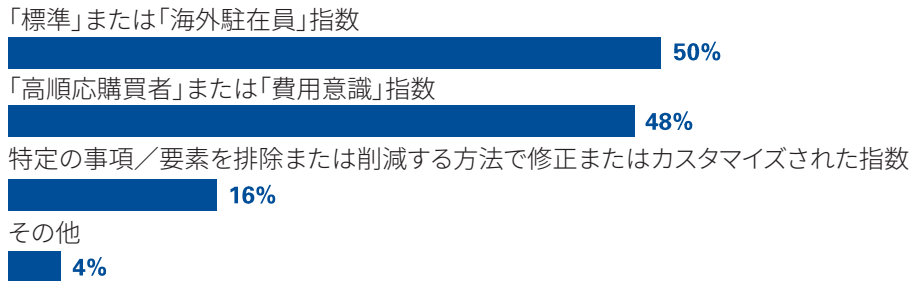 「標準」または「海外駐在員」指数
50%
「高順応購買者」または「費用意識」指数
48%
特定の事項／要素を排除または削減する方法で修正またはカスタマイズされた指数
16%
その他
4%